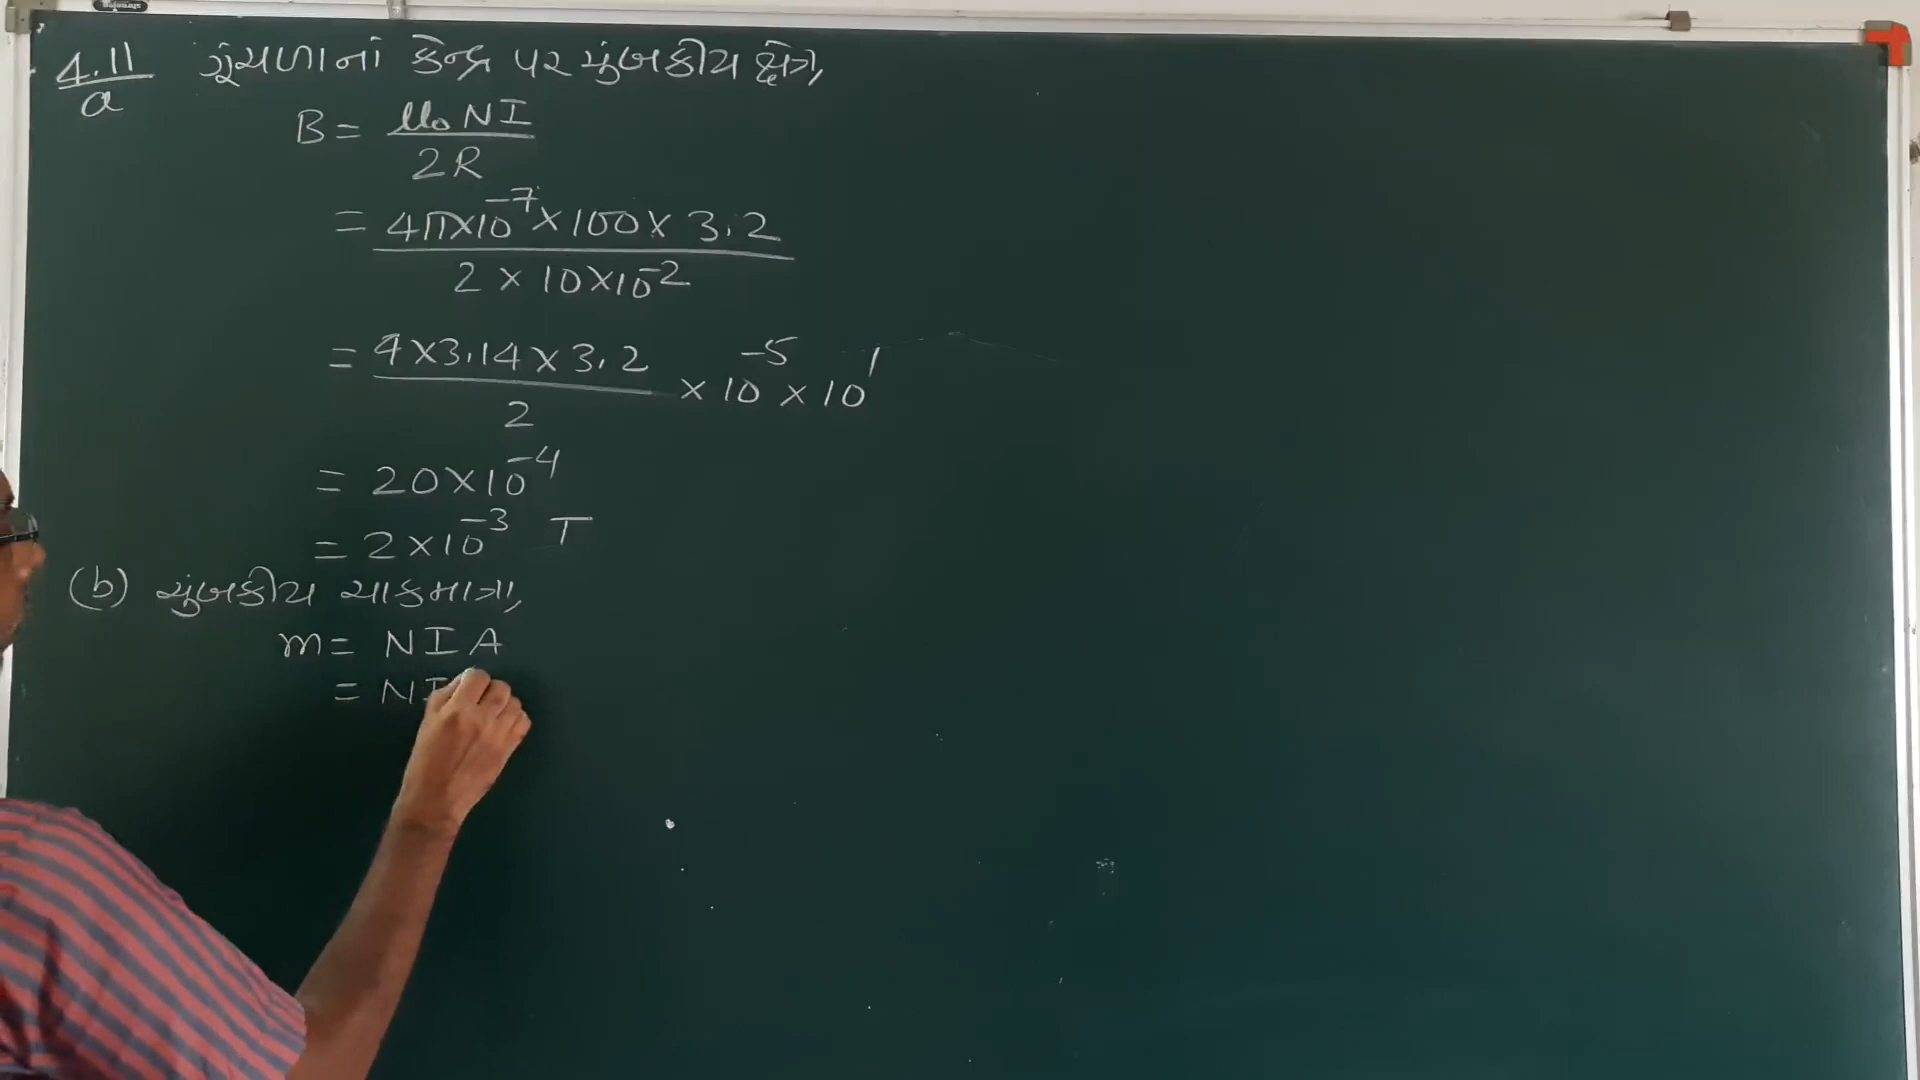 4.11 ગૂંચળાનાં કેન્દ્ર પર ચુંબકીય ક્ષેત્ર,
a
B = μ₀NI / 2R
= 4π×10⁻⁷×100×3.2 / 2×10×10⁻²
= 4×3.14×3.2 / 2 ×10⁻⁵×10¹
= 20×10⁻⁴
= 2×10⁻³ T
(b) ચુંબકીય ચાકમાત્રા,
m = NIA
= NI